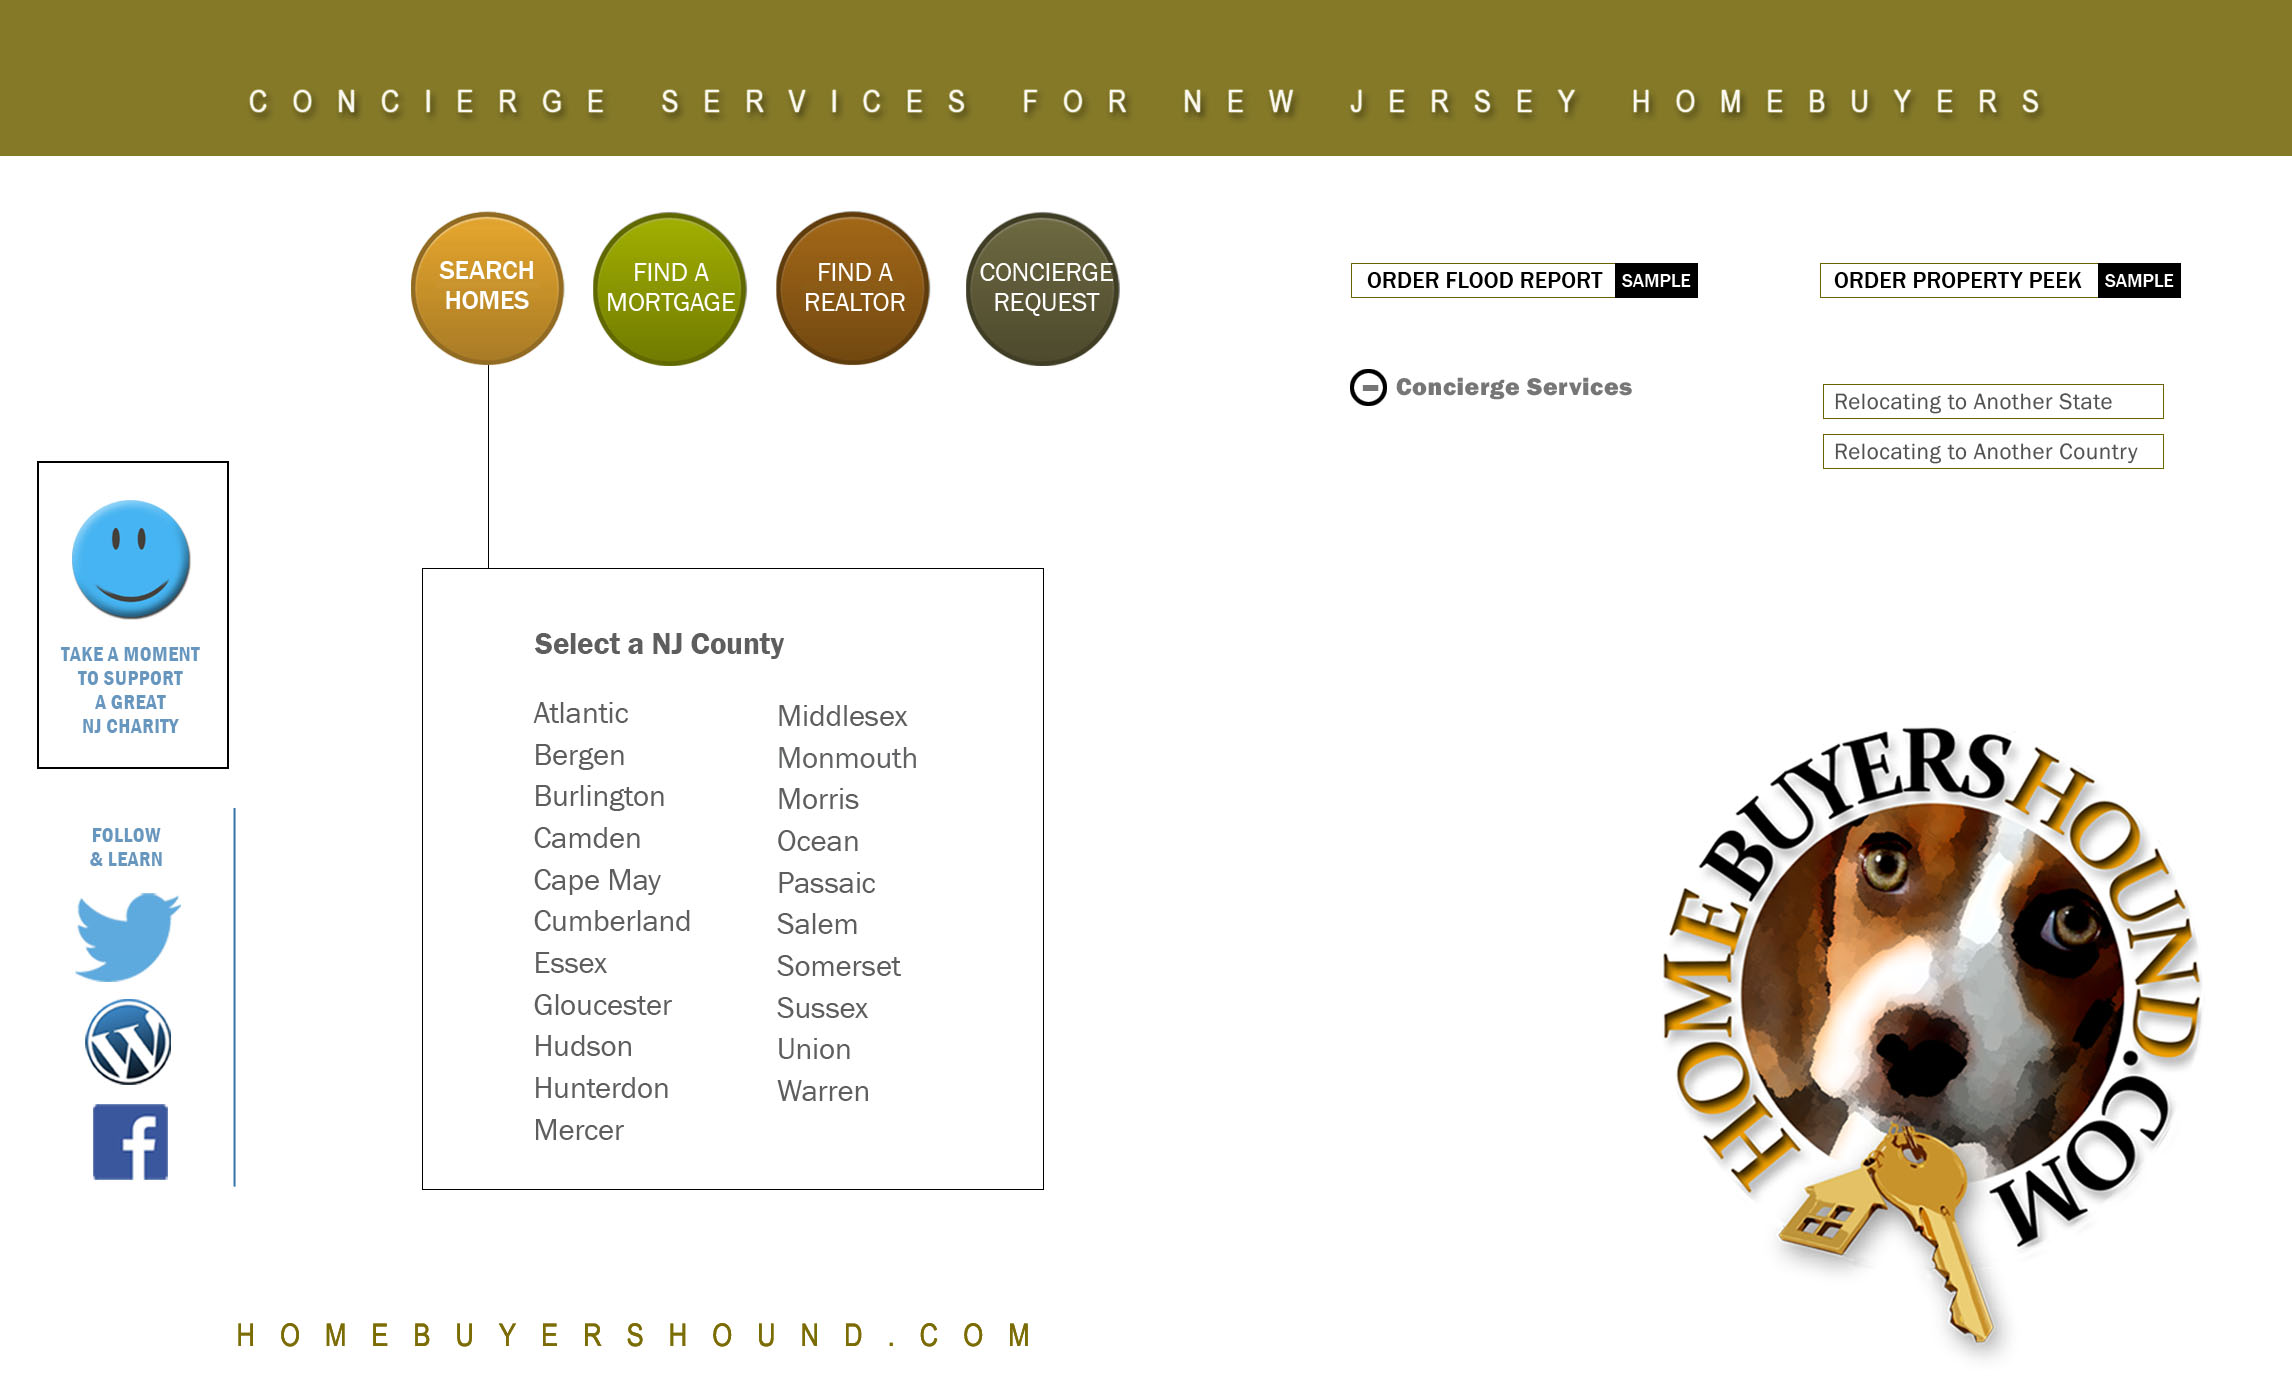 CONCIERGE SERVICES FOR NEW JERSEY HOMEBUYERS
SEARCH
HOMES
FIND A
MORTGAGE
FIND A
REALTOR
CONCIERGE
REQUEST
ORDER FLOOD REPORT SAMPLE
ORDER PROPERTY PEEK SAMPLE
Concierge Services
Relocating to Another State
Relocating to Another Country
TAKE A MOMENT
TO SUPPORT
A GREAT
NJ CHARITY
FOLLOW
& LEARN
Select a NJ County
Atlantic
Bergen
Burlington
Camden
Cape May
Cumberland
Essex
Gloucester
Hudson
Hunterdon
Mercer
Middlesex
Monmouth
Morris
Ocean
Passaic
Salem
Somerset
Sussex
Union
Warren
HOMEBUYERSHOUND.COM
HOMEBUYERSHOUND.COM